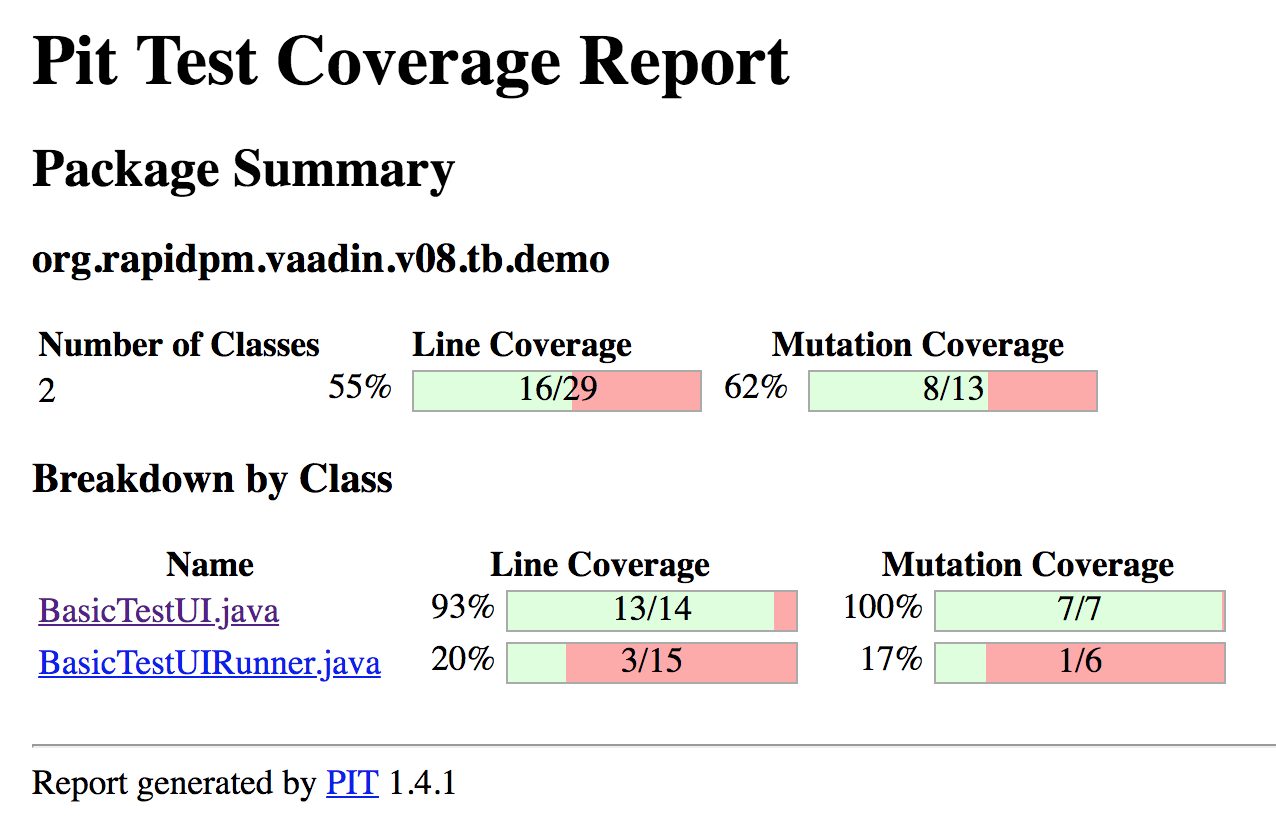 Pit Test Coverage Report
Package Summary
org.rapidpm.vaadin.v08.tb.demo
Number of Classes Line Coverage Mutation Coverage
2 55% 16/29 62% 8/13
Breakdown by Class
Name Line Coverage Mutation Coverage
BasicTestUI.java 93% 13/14 100% 7/7
BasicTestUIRunner.java 20% 3/15 17% 1/6
Report generated by PIT 1.4.1